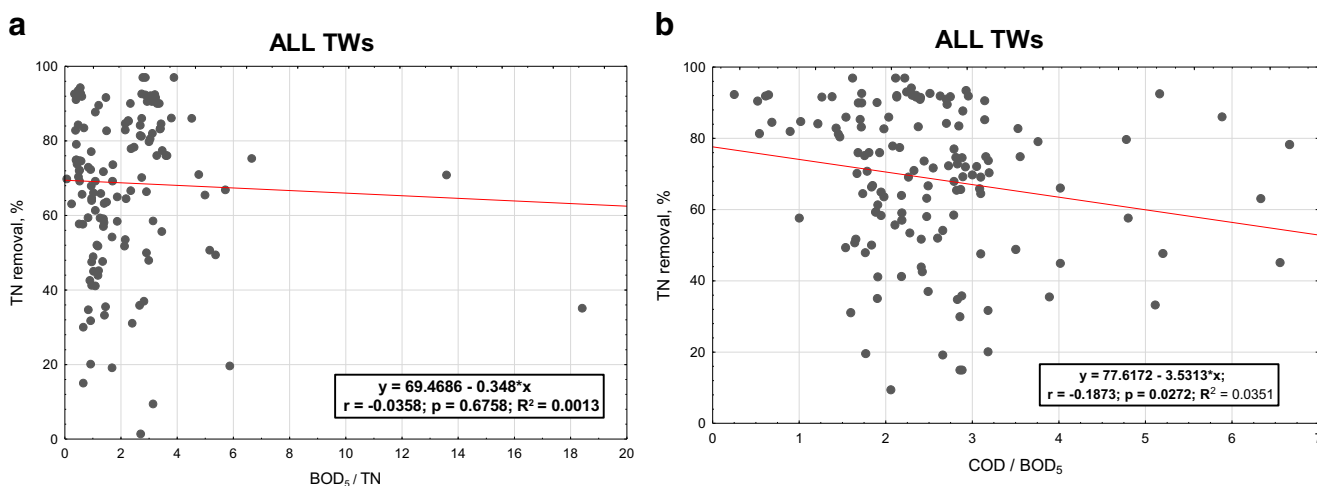 a
ALL TWs
100
80
60
40
20
0
TN removal, %
y = 69.4686 - 0.348*x
r = -0.0358; p = 0.6758; R² = 0.0013
0 2 4 6 8 10 12 14 16 18 20
BOD₅ / TN
b
ALL TWs
100
80
60
40
20
0
TN removal, %
y = 77.6172 - 3.5313*x;
r = -0.1873; p = 0.0272; R² = 0.0351
0 1 2 3 4 5 6 7
COD / BOD₅